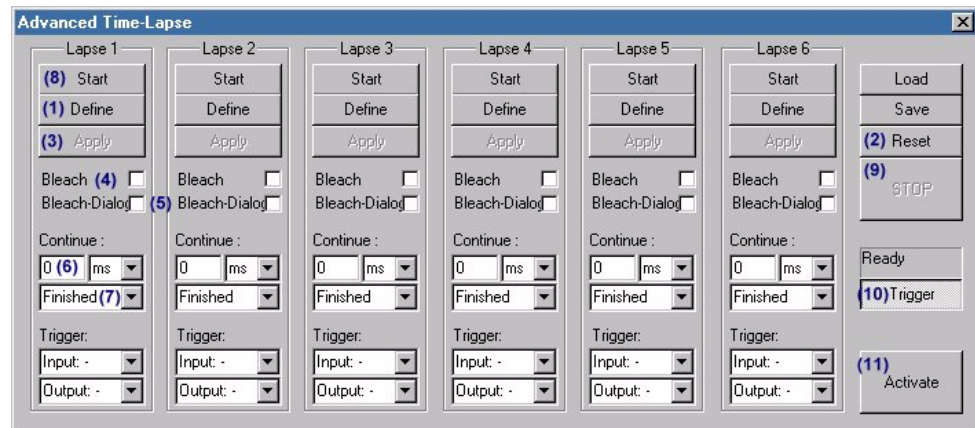 Advanced Time-Lapse
Lapse 1 Lapse 2 Lapse 3 Lapse 4 Lapse 5 Lapse 6
(8) Start Start Start Start Start Start Load
(1) Define Define Define Define Define Define Save
(3) Apply Apply Apply Apply Apply Apply (2) Reset
(9) STOP
Bleach (4) Bleach Bleach Bleach Bleach Bleach
Bleach-Dialog (5) Bleach-Dialog Bleach-Dialog Bleach-Dialog Bleach-Dialog Bleach-Dialog
Continue : Continue : Continue : Continue : Continue : Continue :
0 (6) ms 0 ms 0 ms 0 ms 0 ms 0 ms Ready
Finished (7) Finished Finished Finished Finished Finished (10) Trigger
Trigger: Trigger: Trigger: Trigger: Trigger: Trigger:
Input: - Input: - Input: - Input: - Input: - Input: - (11)
Activate
Output: - Output: - Output: - Output: - Output: - Output: -